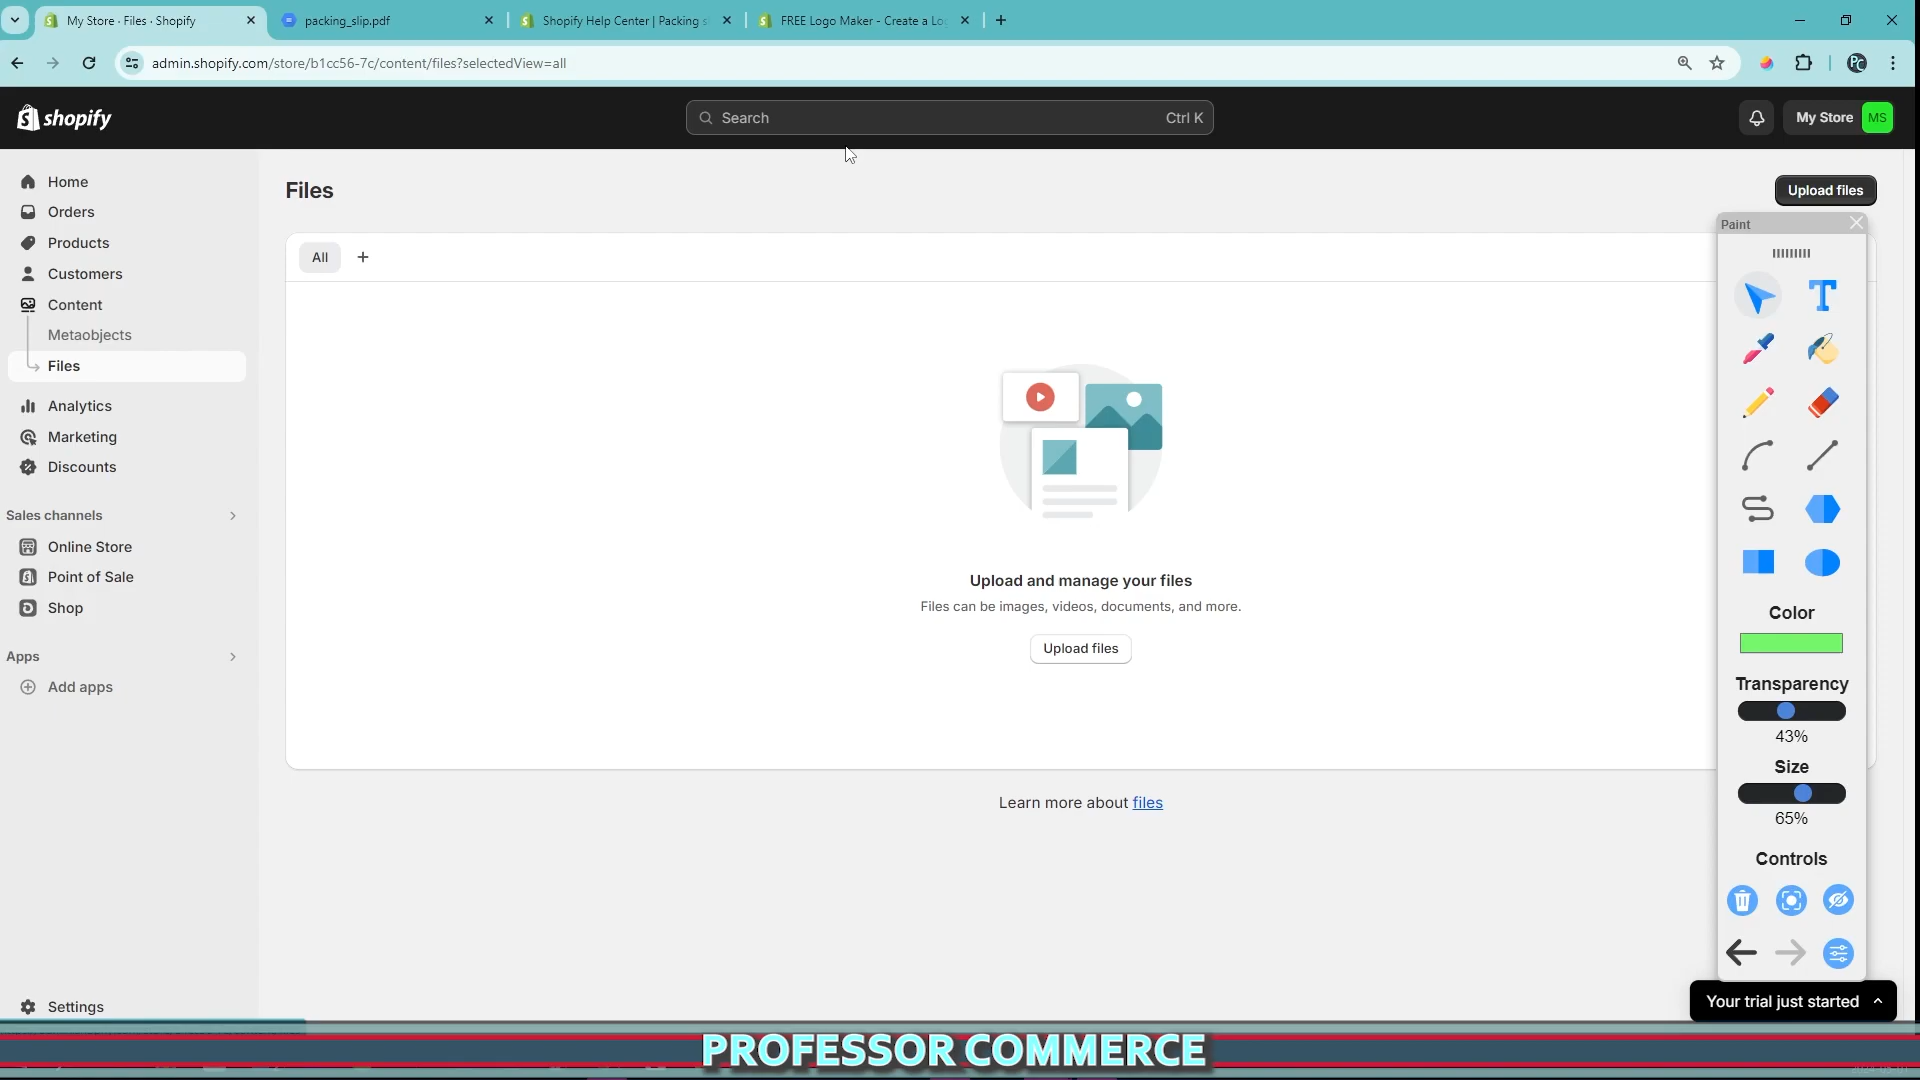 My Store · Files · Shopify
packing_slip.pdf
Shopify Help Center | Packing s
FREE Logo Maker - Create a Lo
admin.shopify.com/store/b1cc56-7c/content/files?selectedView=all
shopify
Search
Ctrl K
My Store
MS
Home
Orders
Products
Customers
Content
Metaobjects
Files
Analytics
Marketing
Discounts
Sales channels
Online Store
Point of Sale
Shop
Apps
Add apps
Settings
Files
Upload files
All
Upload and manage your files
Files can be images, videos, documents, and more.
Upload files
Learn more about files
Paint
Color
Transparency
43%
Size
65%
Controls
Your trial just started
PROFESSOR COMMERCE